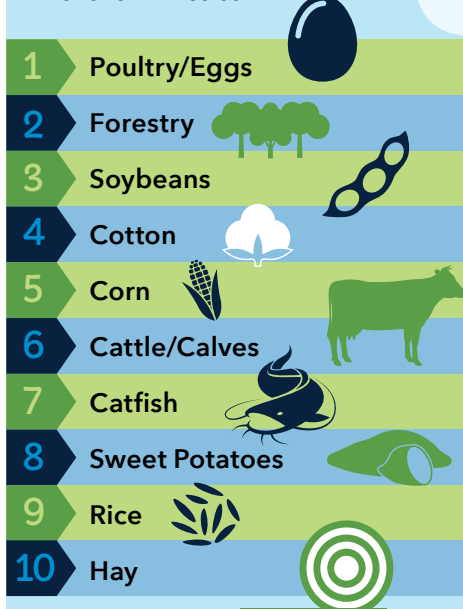 1 Poultry/Eggs
2 Forestry
3 Soybeans
4 Cotton
5 Corn
6 Cattle/Calves
7 Catfish
8 Sweet Potatoes
9 Rice
10 Hay